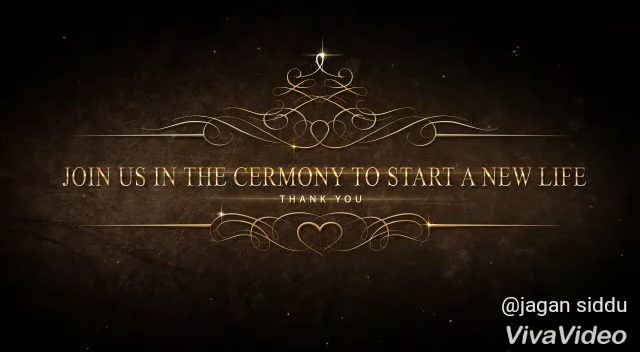 JOIN US IN THE CERMONY TO START A NEW LIFE
THANK YOU
@jagan siddu
VivaVideo